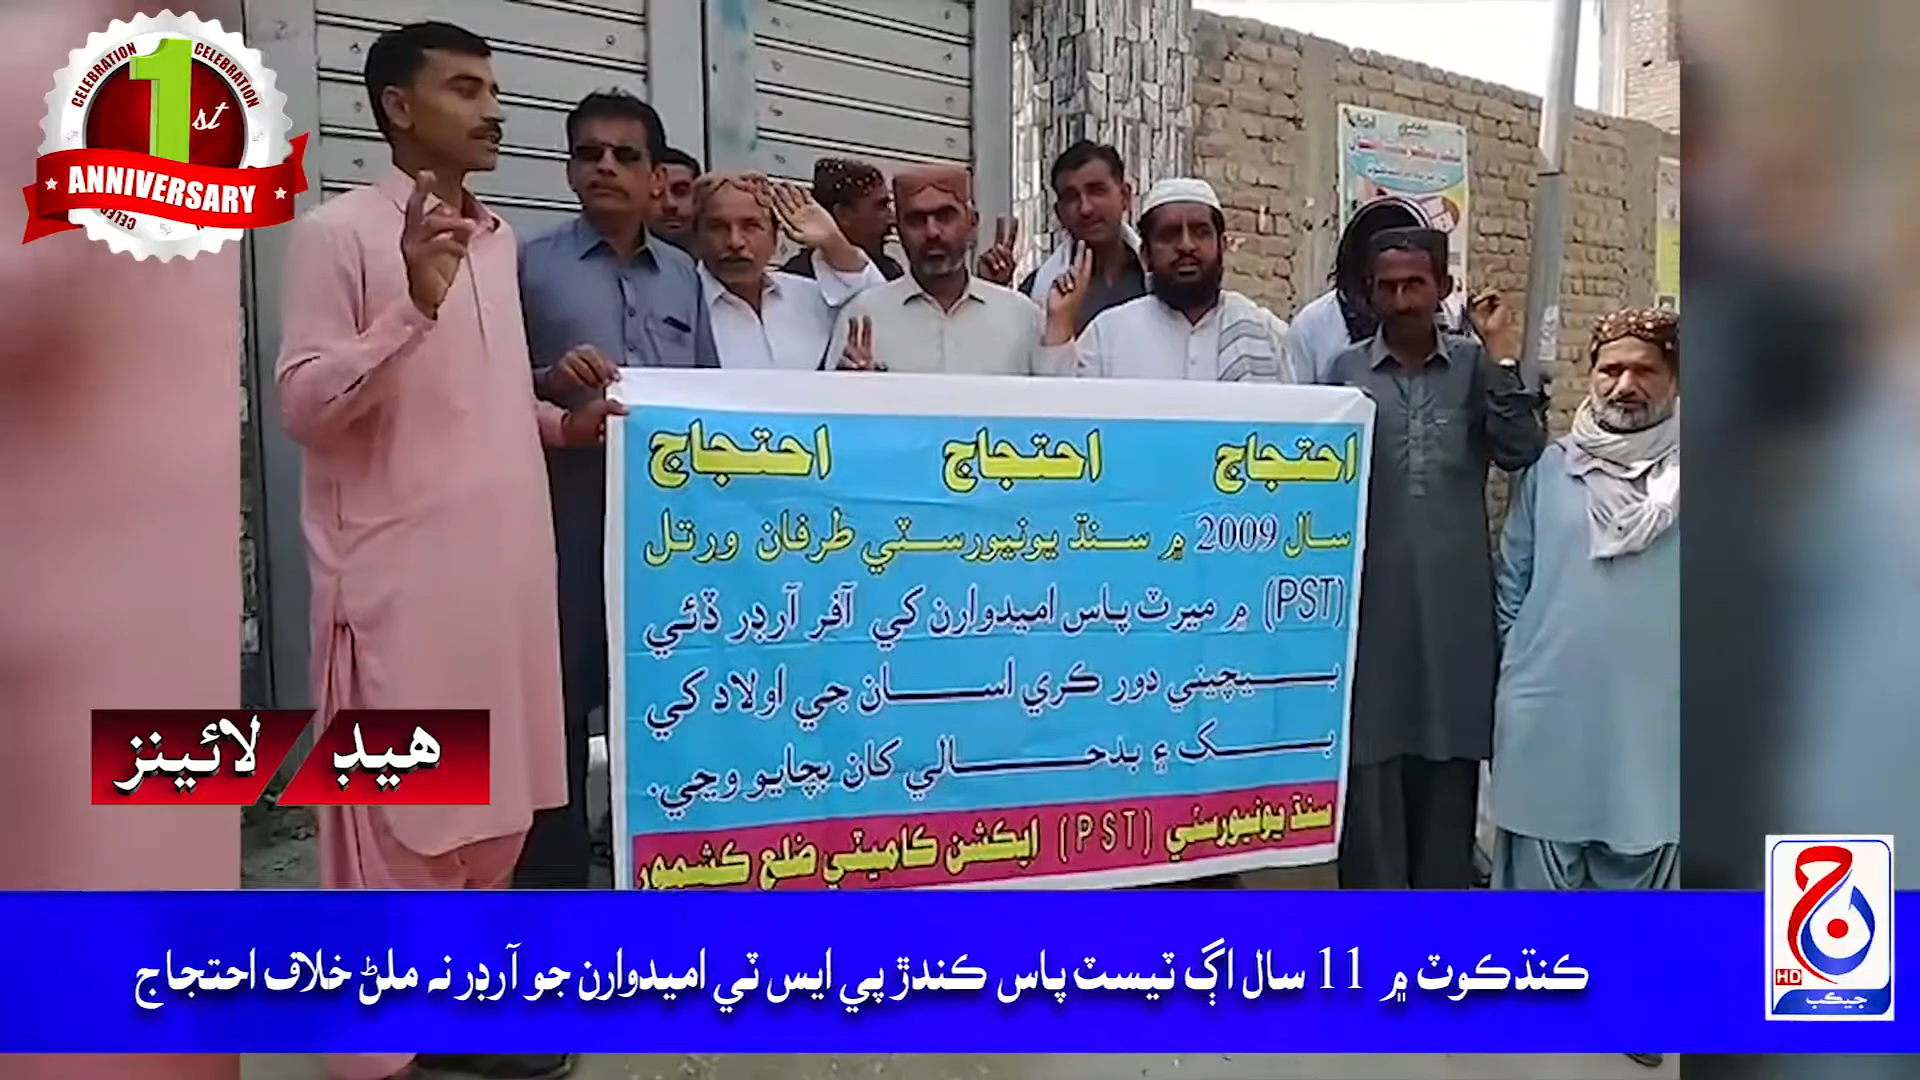 CELEBRATION CELEBRATION
1st
ANNIVERSARY
احتجاج احتجاج احتجاج
سال 2009 ۾ سنڌ يونيورسٽي طرفان ورتل
(PST) ۾ ميرٽ پاس اميدوارن کي آفر آرڊر ڏئي
بيچيني دور ڪري اسان جي اولاد کي
بک ۽ بدحالي کان بچايو وڃي.
سنڌ يونيورسٽي (PST) ايڪشن ڪاميٽي ضلع ڪشمور
هيڊ لائينز
ڪنڌڪوٽ ۾ 11 سال اڳ ٽيسٽ پاس ڪندڙ پي ايس ٽي اميدوارن جو آرڊر نہ ملڻ خلاف احتجاج
HD
جيڪب